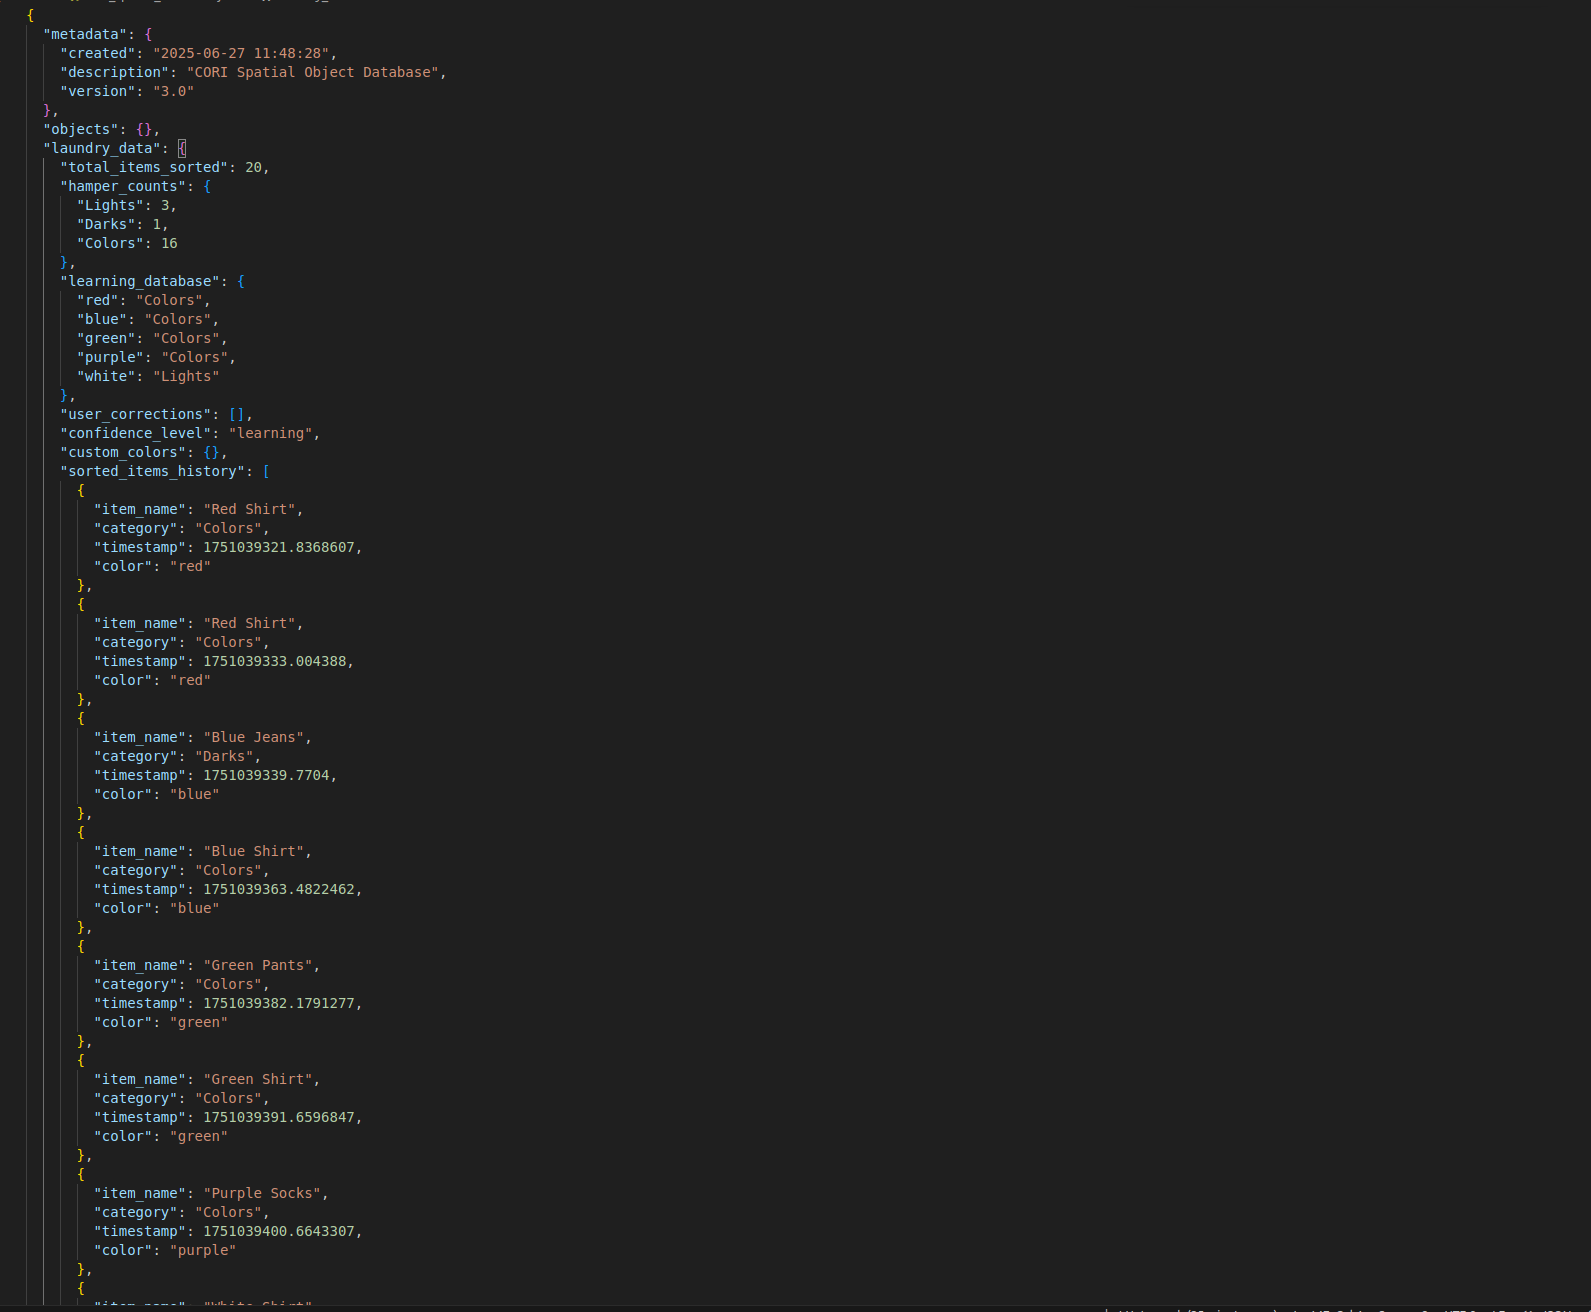 {
"metadata": {
"created": "2025-06-27 11:48:28",
"description": "CORI Spatial Object Database",
"version": "3.0"
},
"objects": {},
"laundry_data": {
"total_items_sorted": 20,
"hamper_counts": {
"Lights": 3,
"Darks": 1,
"Colors": 16
},
"learning_database": {
"red": "Colors",
"blue": "Colors",
"green": "Colors",
"purple": "Colors",
"white": "Lights"
},
"user_corrections": [],
"confidence_level": "learning",
"custom_colors": {},
"sorted_items_history": [
{
"item_name": "Red Shirt",
"category": "Colors",
"timestamp": 1751039321.8368607,
"color": "red"
},
{
"item_name": "Red Shirt",
"category": "Colors",
"timestamp": 1751039333.004388,
"color": "red"
},
{
"item_name": "Blue Jeans",
"category": "Darks",
"timestamp": 1751039339.7704,
"color": "blue"
},
{
"item_name": "Blue Shirt",
"category": "Colors",
"timestamp": 1751039363.4822462,
"color": "blue"
},
{
"item_name": "Green Pants",
"category": "Colors",
"timestamp": 1751039382.1791277,
"color": "green"
},
{
"item_name": "Green Shirt",
"category": "Colors",
"timestamp": 1751039391.6596847,
"color": "green"
},
{
"item_name": "Purple Socks",
"category": "Colors",
"timestamp": 1751039400.6643307,
"color": "purple"
},
{